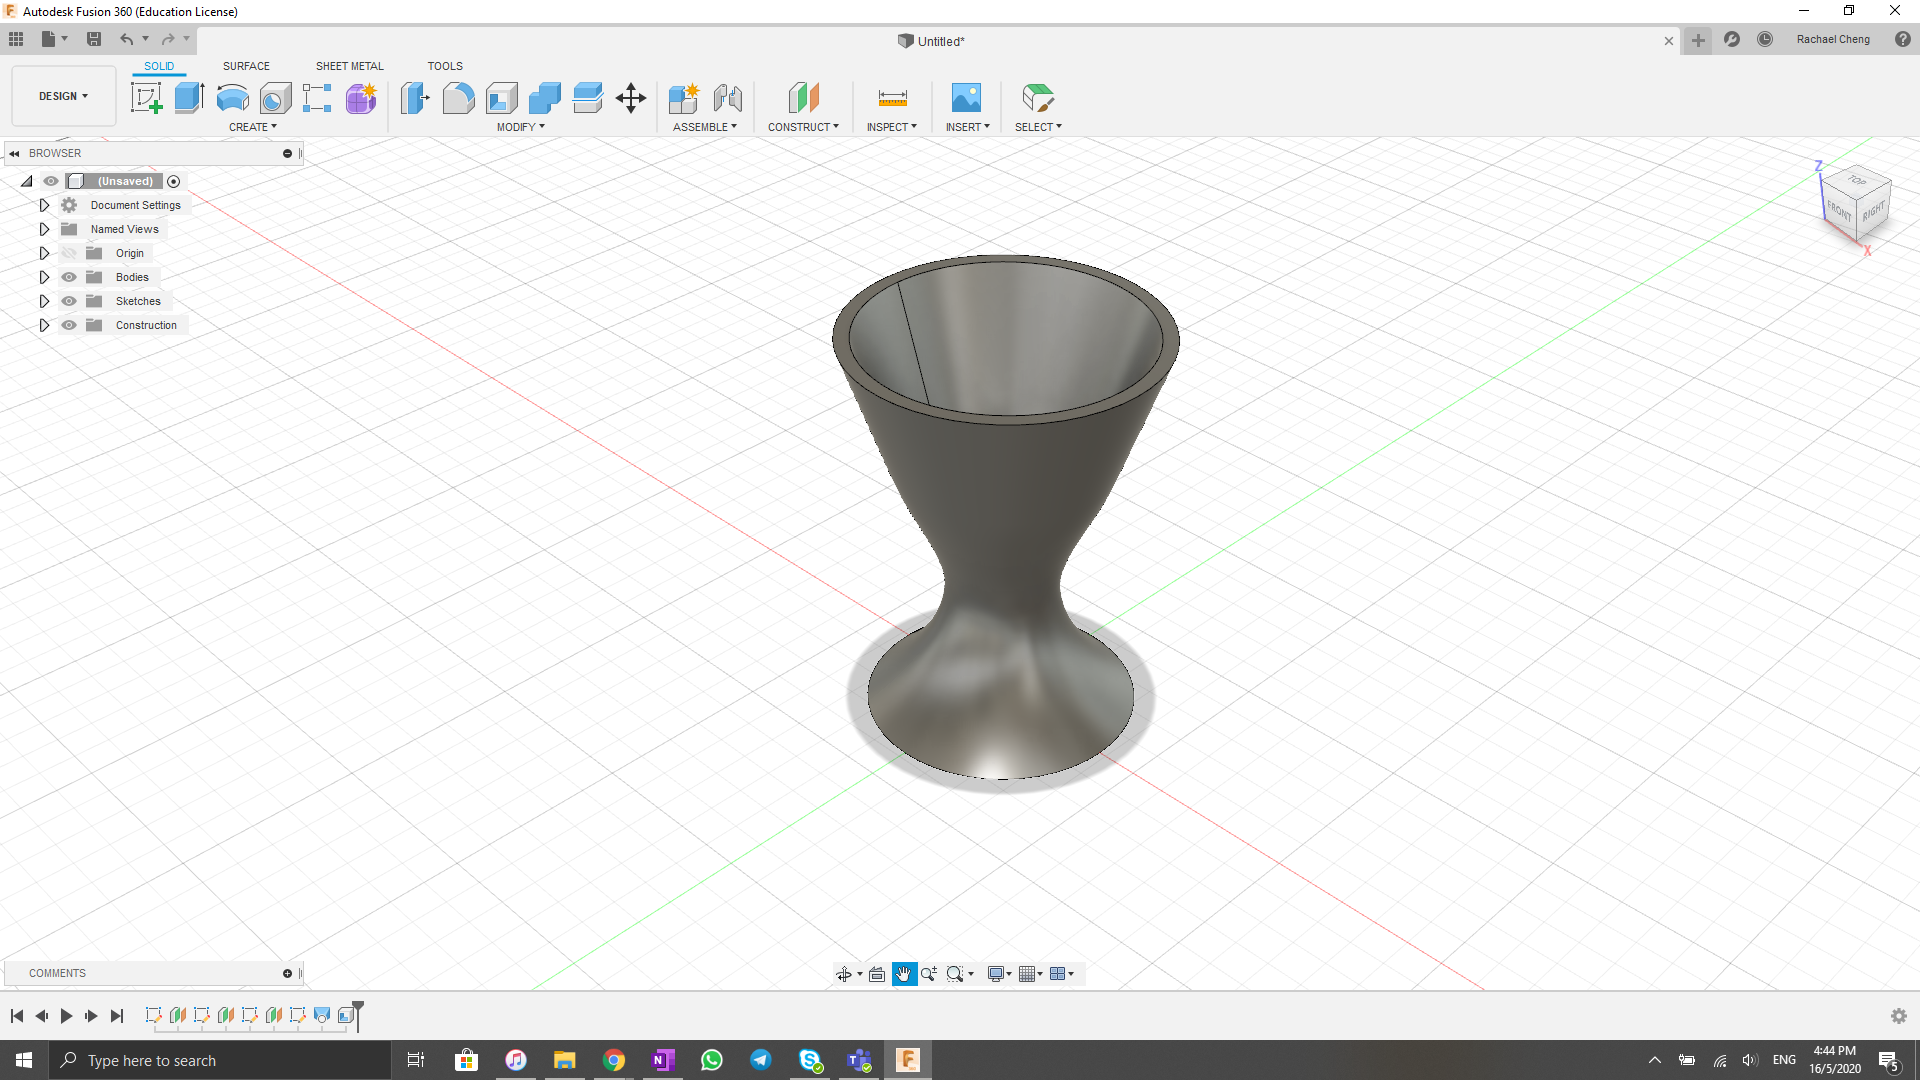 Autodesk Fusion 360 (Education License)
Untitled*
Rachael Cheng
SOLID SURFACE SHEET METAL TOOLS
DESIGN
CREATE MODIFY ASSEMBLE CONSTRUCT INSPECT INSERT SELECT
BROWSER
(Unsaved)
Document Settings
Named Views
Origin
Bodies
Sketches
Construction
Z
TOP
FRONT
RIGHT
X
COMMENTS
Type here to search
ENG
4:44 PM
16/5/2020
5